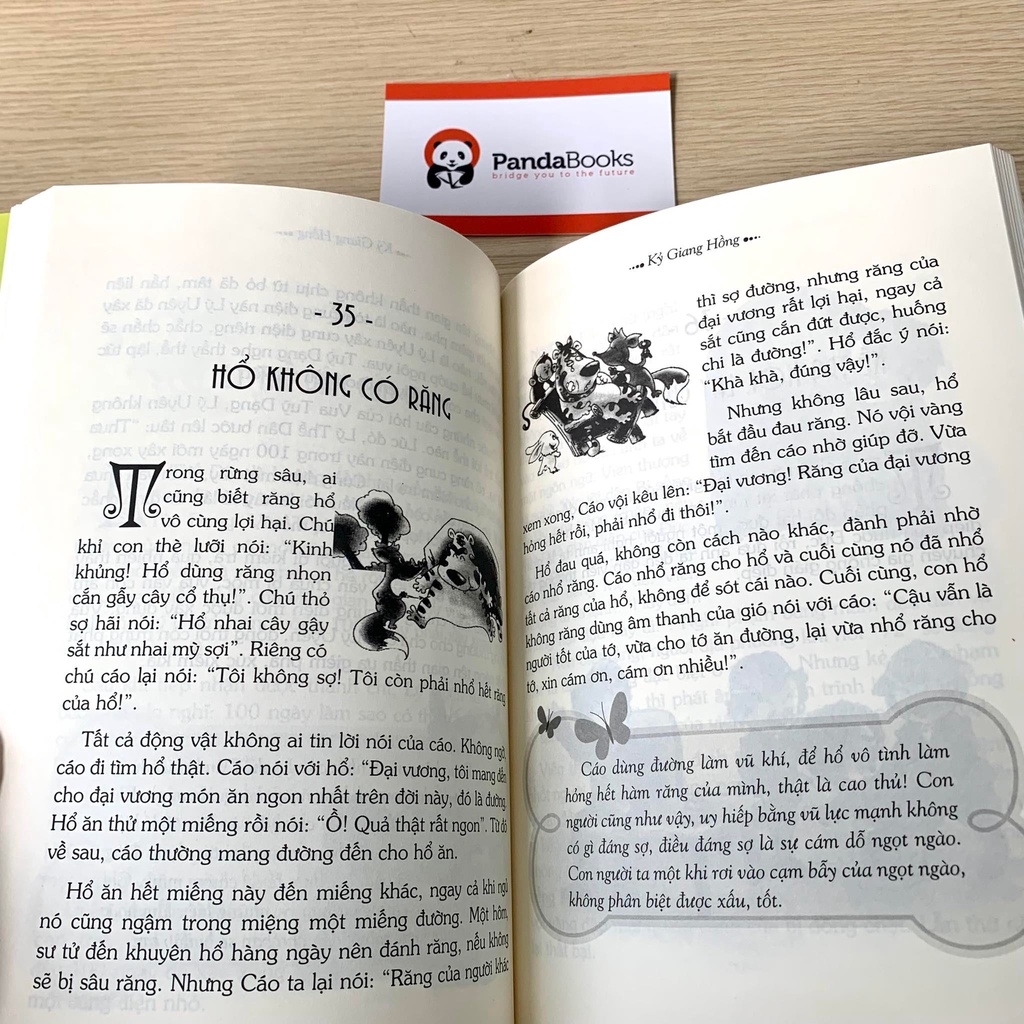 PandaBooks
bridge you to the future
- 35 -
HỔ KHÔNG CÓ RĂNG
Trong rừng sâu, ai
cũng biết răng hổ
vô cùng lợi hại. Chú
khỉ con thè lưỡi nói: “Kinh
khủng! Hổ dùng răng nhọn
cắn gẫy cây cổ thụ!”. Chú thỏ
sợ hãi nói: “Hổ nhai cây gậy
sắt như nhai mỳ sợi”. Riêng có
chú cáo lại nói: “Tôi không sợ! Tôi còn phải nhổ hết răng
của hổ!”.
Tất cả động vật không ai tin lời nói của cáo. Không ngờ,
cáo đi tìm hổ thật. Cáo nói với hổ: “Đại vương, tôi mang đến
cho đại vương món ăn ngon nhất trên đời này, đó là đường.
Hổ ăn thử một miếng rồi nói: “Ồ! Quả thật rất ngon”. Từ đó
về sau, cáo thường mang đường đến cho hổ ăn.
Hổ ăn hết miếng này đến miếng khác, ngay cả khi ngủ
nó cũng ngậm trong miệng một miếng đường. Một hôm,
sư tử đến khuyên hổ hàng ngày nên đánh răng, nếu không
sẽ bị sâu răng. Nhưng Cáo ta lại nói: “Răng của người khác
Kỷ Giang Hồng
thì sợ đường, nhưng răng của
đại vương rất lợi hại, ngay cả
sắt cũng cắn đứt được, huống
chi là đường!”. Hổ đắc ý nói:
“Khà khà, đúng vậy!”.
Nhưng không lâu sau, hổ
bắt đầu đau răng. Nó vội vàng
tìm đến cáo nhờ giúp đỡ. Vừa
xem xong, Cáo vội kêu lên: “Đại vương! Răng của đại vương
hỏng hết rồi, phải nhổ đi thôi!”.
Hổ đau quá, không còn cách nào khác, đành phải nhờ
cáo nhổ răng. Cáo nhổ răng cho hổ và cuối cùng nó đã nhổ
tất cả răng của hổ, không để sót cái nào. Cuối cùng, con hổ
không răng dùng âm thanh của gió nói với cáo: “Cậu vẫn là
người tốt của tớ, vừa cho tớ ăn đường, lại vừa nhổ răng cho
tớ, xin cám ơn, cám ơn nhiều!”.
Cáo dùng đường làm vũ khí, để hổ vô tình làm
hỏng hết hàm răng của mình, thật là cao thủ! Con
người cũng như vậy, uy hiếp bằng vũ lực mạnh không
có gì đáng sợ, điều đáng sợ là sự cám dỗ ngọt ngào.
Con người ta một khi rơi vào cạm bẫy của ngọt ngào,
không phân biệt được xấu, tốt.